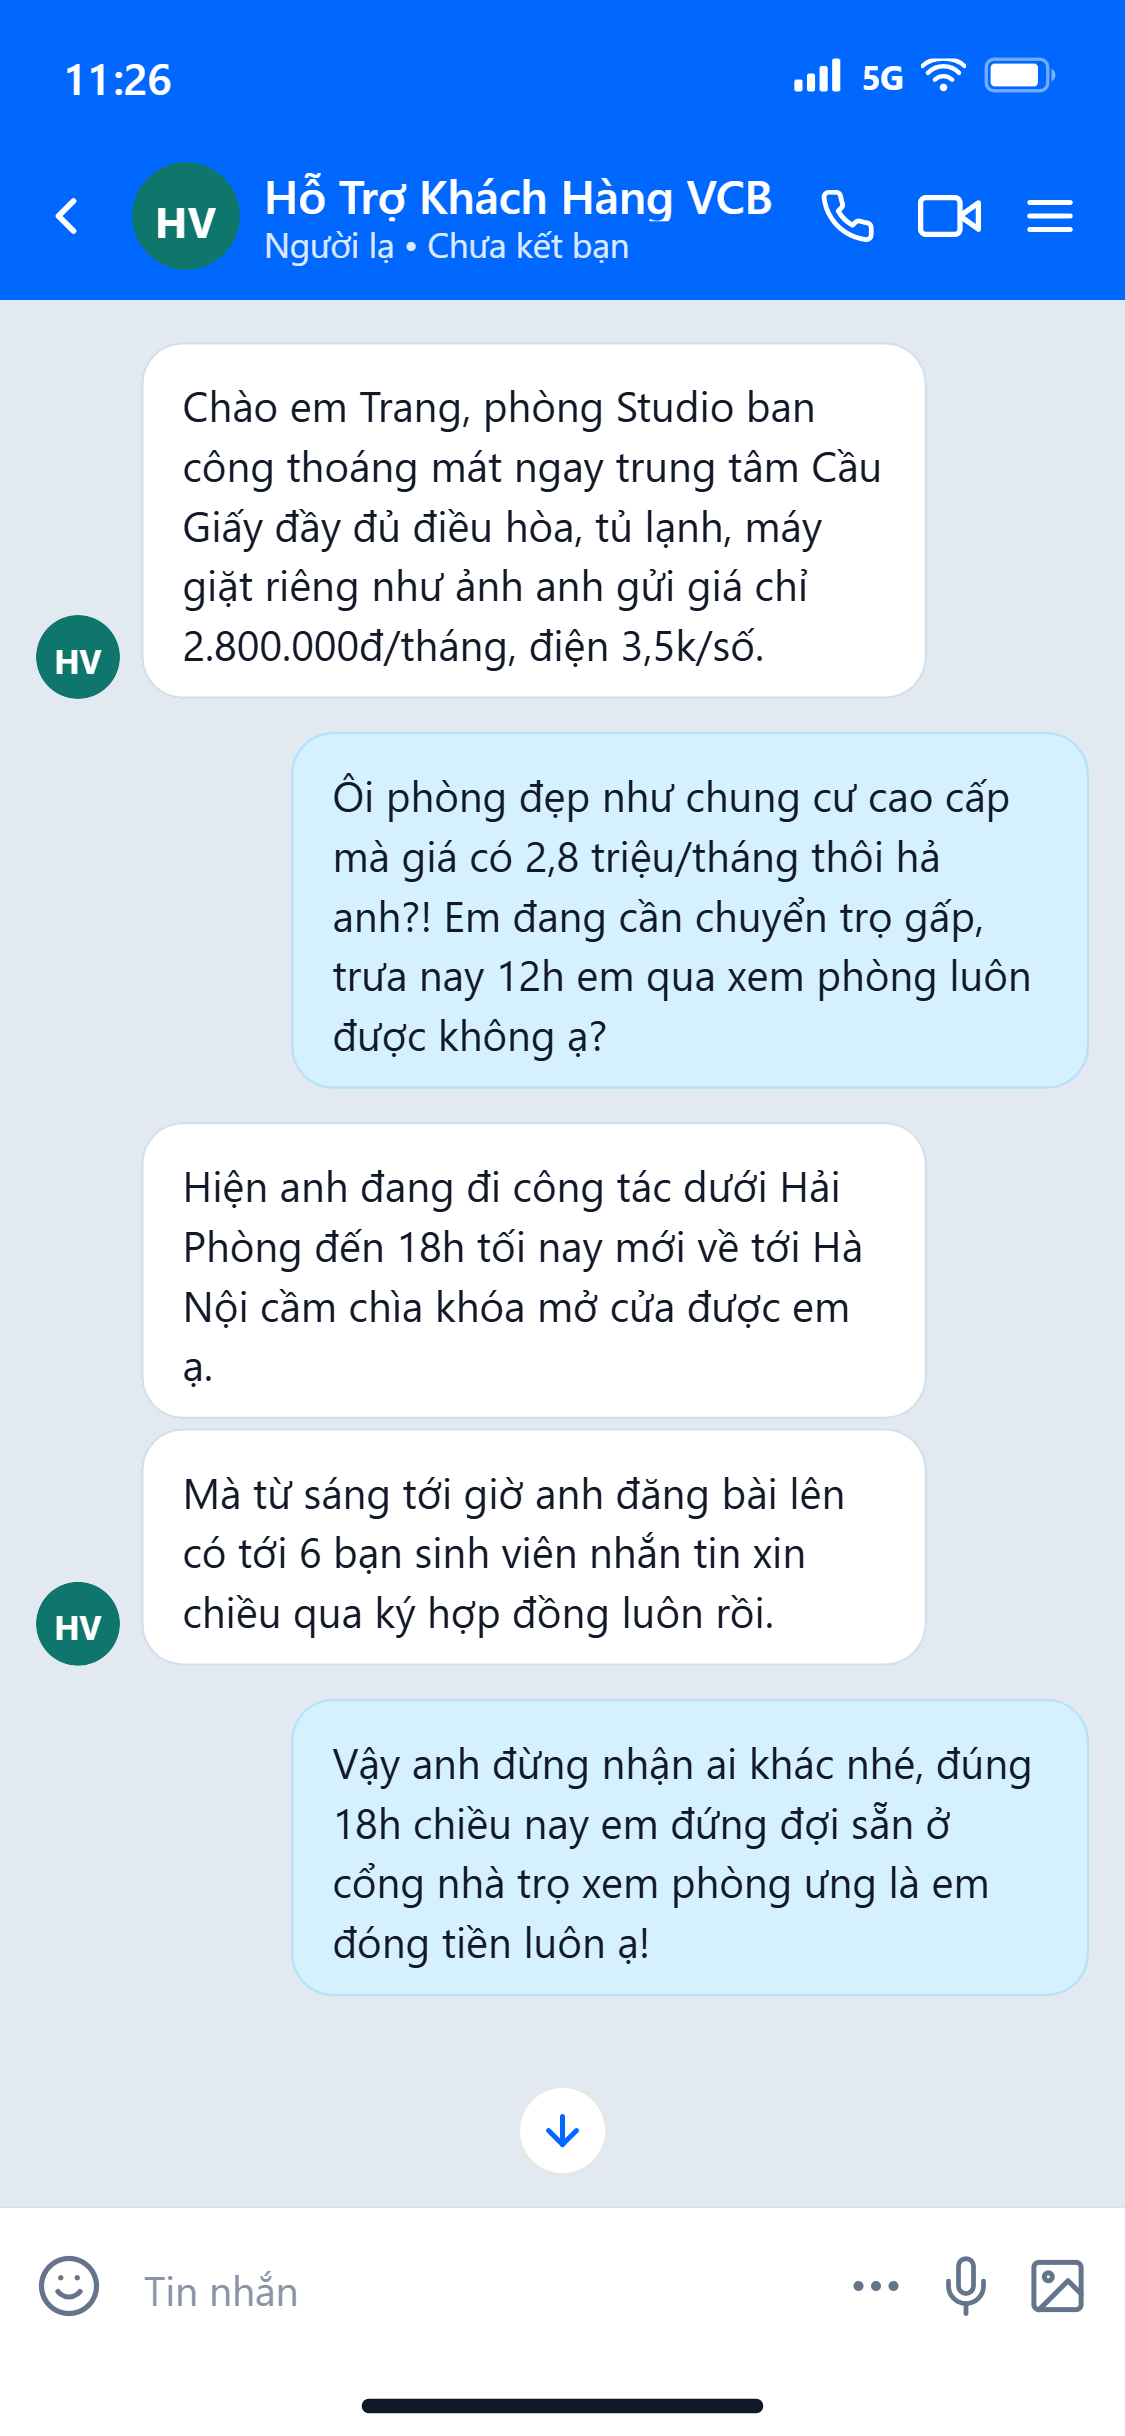 11:26
5G
HV
Hỗ Trợ Khách Hàng VCB
Người lạ • Chưa kết bạn
Chào em Trang, phòng Studio ban
công thoáng mát ngay trung tâm Cầu
Giấy đầy đủ điều hòa, tủ lạnh, máy
giặt riêng như ảnh anh gửi giá chỉ
2.800.000đ/tháng, điện 3,5k/số.
HV
Ôi phòng đẹp như chung cư cao cấp
mà giá có 2,8 triệu/tháng thôi hả
anh?! Em đang cần chuyển trọ gấp,
trưa nay 12h em qua xem phòng luôn
được không ạ?
Hiện anh đang đi công tác dưới Hải
Phòng đến 18h tối nay mới về tới Hà
Nội cầm chìa khóa mở cửa được em
ạ.
Mà từ sáng tới giờ anh đăng bài lên
có tới 6 bạn sinh viên nhắn tin xin
chiều qua ký hợp đồng luôn rồi.
HV
Vậy anh đừng nhận ai khác nhé, đúng
18h chiều nay em đứng đợi sẵn ở
cổng nhà trọ xem phòng ưng là em
đóng tiền luôn ạ!
Tin nhắn